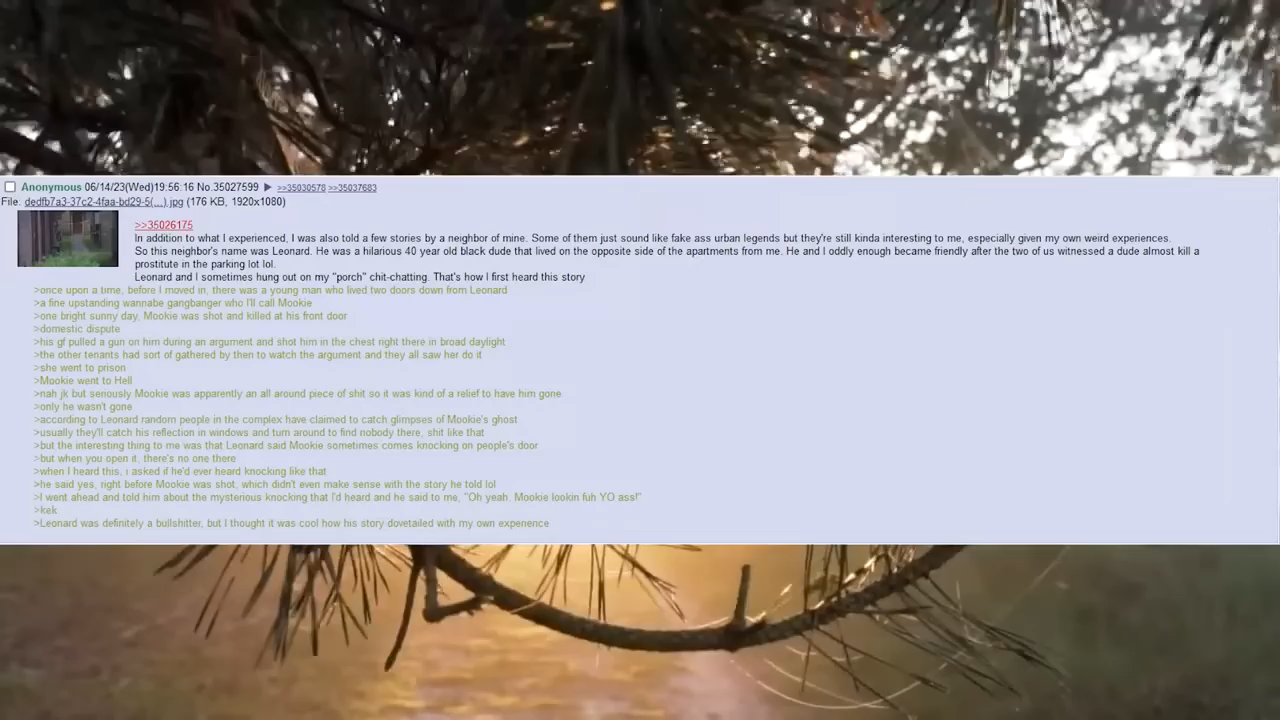 Anonymous 06/14/23(Wed)19:56:16 No.35027599 ▶ >>35030578 >>35037683
File: dedfb7a3-37c2-4faa-bd29-5(...).jpg (176 KB, 1920x1080)
>>35026175
In addition to what I experienced, I was also told a few stories by a neighbor of mine. Some of them just sound like fake ass urban legends but they're still kinda interesting to me, especially given my own weird experiences.
So this neighbor's name was Leonard. He was a hilarious 40 year old black dude that lived on the opposite side of the apartments from me. He and I oddly enough became friendly after the two of us witnessed a dude almost kill a
prostitute in the parking lot lol.
Leonard and I sometimes hung out on my "porch" chit-chatting. That's how I first heard this story
>once upon a time, before I moved in, there was a young man who lived two doors down from Leonard
>a fine upstanding wannabe gangbanger who I'll call Mookie
>one bright sunny day, Mookie was shot and killed at his front door
>domestic dispute
>his gf pulled a gun on him during an argument and shot him in the chest right there in broad daylight
>the other tenants had sort of gathered by then to watch the argument and they all saw her do it
>she went to prison
>Mookie went to Hell
>nah jk but seriously Mookie was apparently an all around piece of shit so it was kind of a relief to have him gone
>only he wasn't gone
>according to Leonard random people in the complex have claimed to catch glimpses of Mookie's ghost
>usually they'll catch his reflection in windows and turn around to find nobody there, shit like that
>but the interesting thing to me was that Leonard said Mookie sometimes comes knocking on people's door
>but when you open it, there's no one there
>when I heard this, i asked if he'd ever heard knocking like that
>he said yes, right before Mookie was shot, which didn't even make sense with the story he told lol
>I went ahead and told him about the mysterious knocking that I'd heard and he said to me, "Oh yeah. Mookie lookin fuh YO ass!"
>kek
>Leonard was definitely a bullshitter, but I thought it was cool how his story dovetailed with my own experience